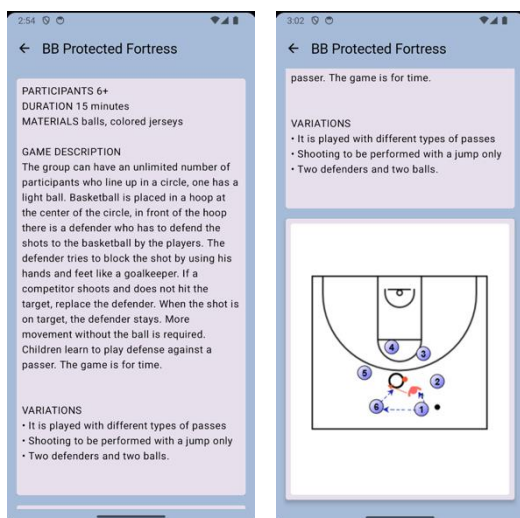 2:54
← BB Protected Fortress
PARTICIPANTS 6+
DURATION 15 minutes
MATERIALS balls, colored jerseys
GAME DESCRIPTION
The group can have an unlimited number of
participants who line up in a circle, one has a
light ball. Basketball is placed in a hoop at
the center of the circle, in front of the hoop
there is a defender who has to defend the
shots to the basketball by the players. The
defender tries to block the shot by using his
hands and feet like a goalkeeper. If a
competitor shoots and does not hit the
target, replace the defender. When the shot is
on target, the defender stays. More
movement without the ball is required.
Children learn to play defense against a
passer. The game is for time.
VARIATIONS
• It is played with different types of passes
• Shooting to be performed with a jump only
• Two defenders and two balls.
3:02
← BB Protected Fortress
passer. The game is for time.
VARIATIONS
• It is played with different types of passes
• Shooting to be performed with a jump only
• Two defenders and two balls.
4
3
5
2
6
1